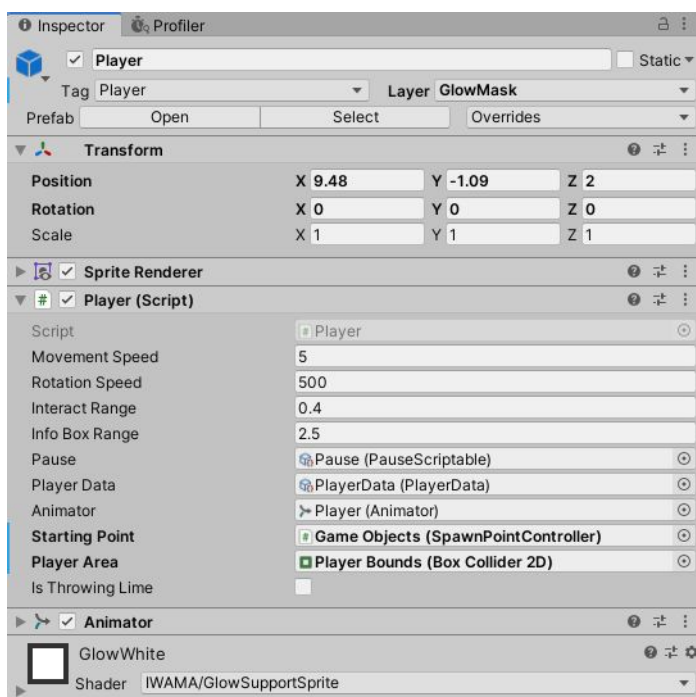 Inspector Profiler
Player Static
Tag Player Layer GlowMask
Prefab Open Select Overrides
Transform
Position X 9.48 Y -1.09 Z 2
Rotation X 0 Y 0 Z 0
Scale X 1 Y 1 Z 1
Sprite Renderer
# Player (Script)
Script # Player
Movement Speed 5
Rotation Speed 500
Interact Range 0.4
Info Box Range 2.5
Pause Pause (PauseScriptable)
Player Data PlayerData (PlayerData)
Animator Player (Animator)
Starting Point # Game Objects (SpawnPointController)
Player Area Player Bounds (Box Collider 2D)
Is Throwing Lime
Animator
GlowWhite
Shader IWAMA/GlowSupportSprite